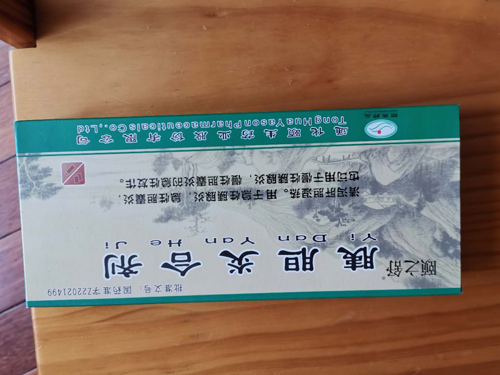 批准文号：国药准字Z22021499
颐之舒
胰胆炎合剂
Yi Dan Yan He Ji
清泻肝胆湿热。用于急性胰腺炎、急性胆囊炎，
也可用于慢性胰腺炎、慢性胆囊炎的急性发作。
通化颐生药业股份有限公司
TongHua Yason Pharmaceuticals Co.,Ltd